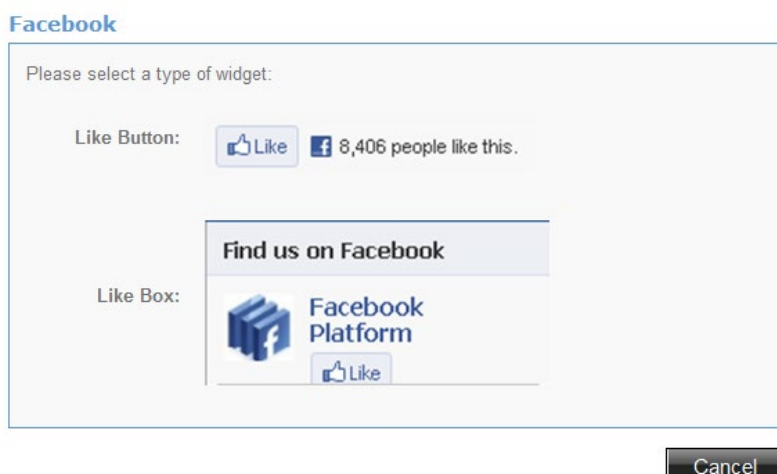 Facebook
Please select a type of widget:
Like Button:
Like
8,406 people like this.
Find us on Facebook
Like Box:
Facebook
Platform
Like
Cancel